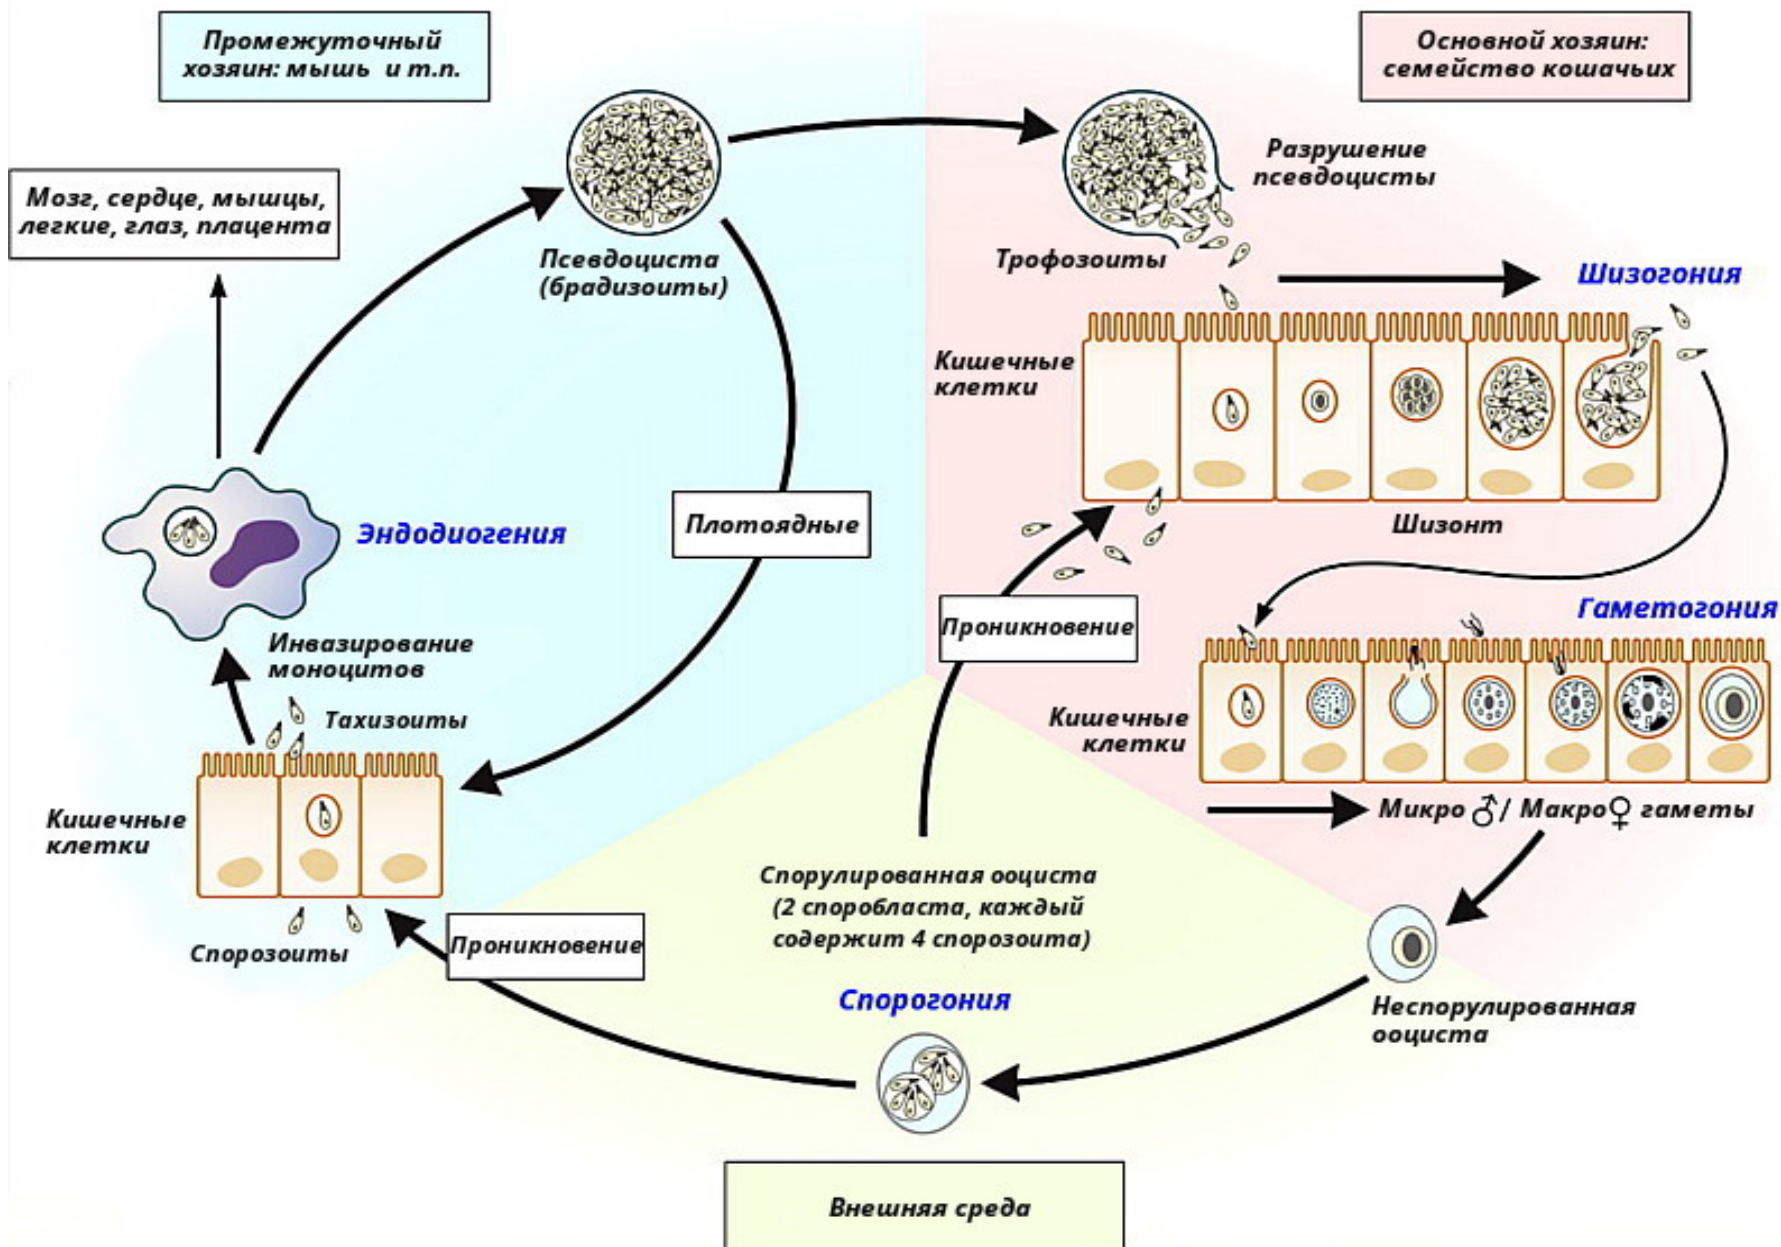 Промежуточный
хозяин: мышь и т.п.
Основной хозяин:
семейство кошачьих
Мозг, сердце, мышцы,
легкие, глаз, плацента
Псевдоциста
(брадизоиты)
Разрушение
псевдоцисты
Трофозоиты
Шизогония
Кишечные
клетки
Шизонт
Эндодиогения
Плотоядные
Инвазирование
моноцитов
Тахизоиты
Проникновение
Гаметогония
Кишечные
клетки
Микро ♂ / Макро ♀ гаметы
Кишечные
клетки
Спорозоиты
Проникновение
Спорулированная ооциста
(2 споробласта, каждый
содержит 4 спорозоита)
Спорогония
Неспорулированная
ооциста
Внешняя среда